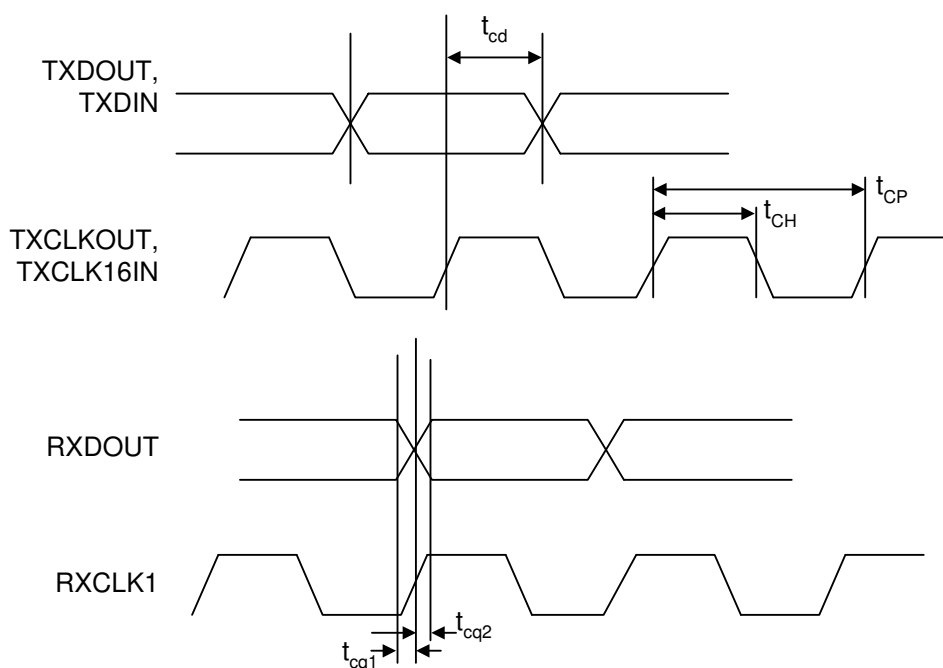 t_cd
TXDOUT,
TXDIN
t_CP
t_CH
TXCLKOUT,
TXCLK16IN
RXDOUT
RXCLK1
t_cq2
t_cq1